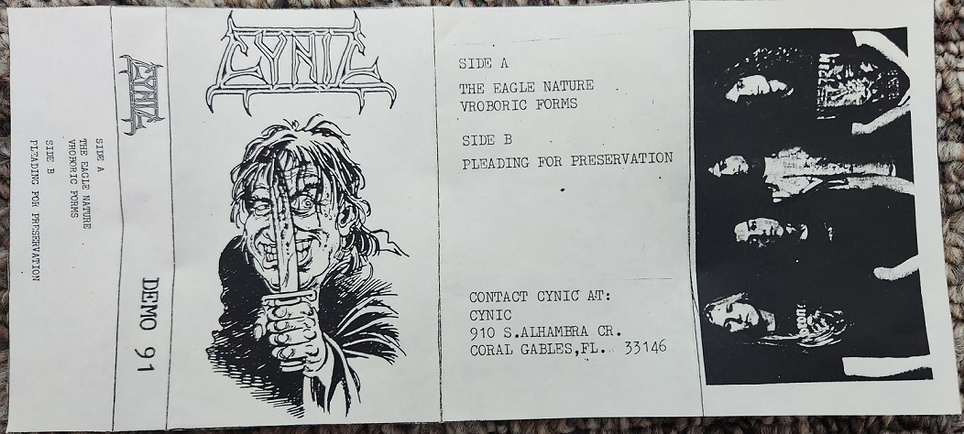 SIDE A
THE EAGLE NATURE
VROBORIC FORMS
SIDE B
PLEADING FOR PRESERVATION
CYNIC
DEMO 91
CYNIC
SIDE A
THE EAGLE NATURE
VROBORIC FORMS
SIDE B
PLEADING FOR PRESERVATION
CONTACT CYNIC AT:
CYNIC
910 S.ALHAMBRA CR.
CORAL GABLES,FL. 33146